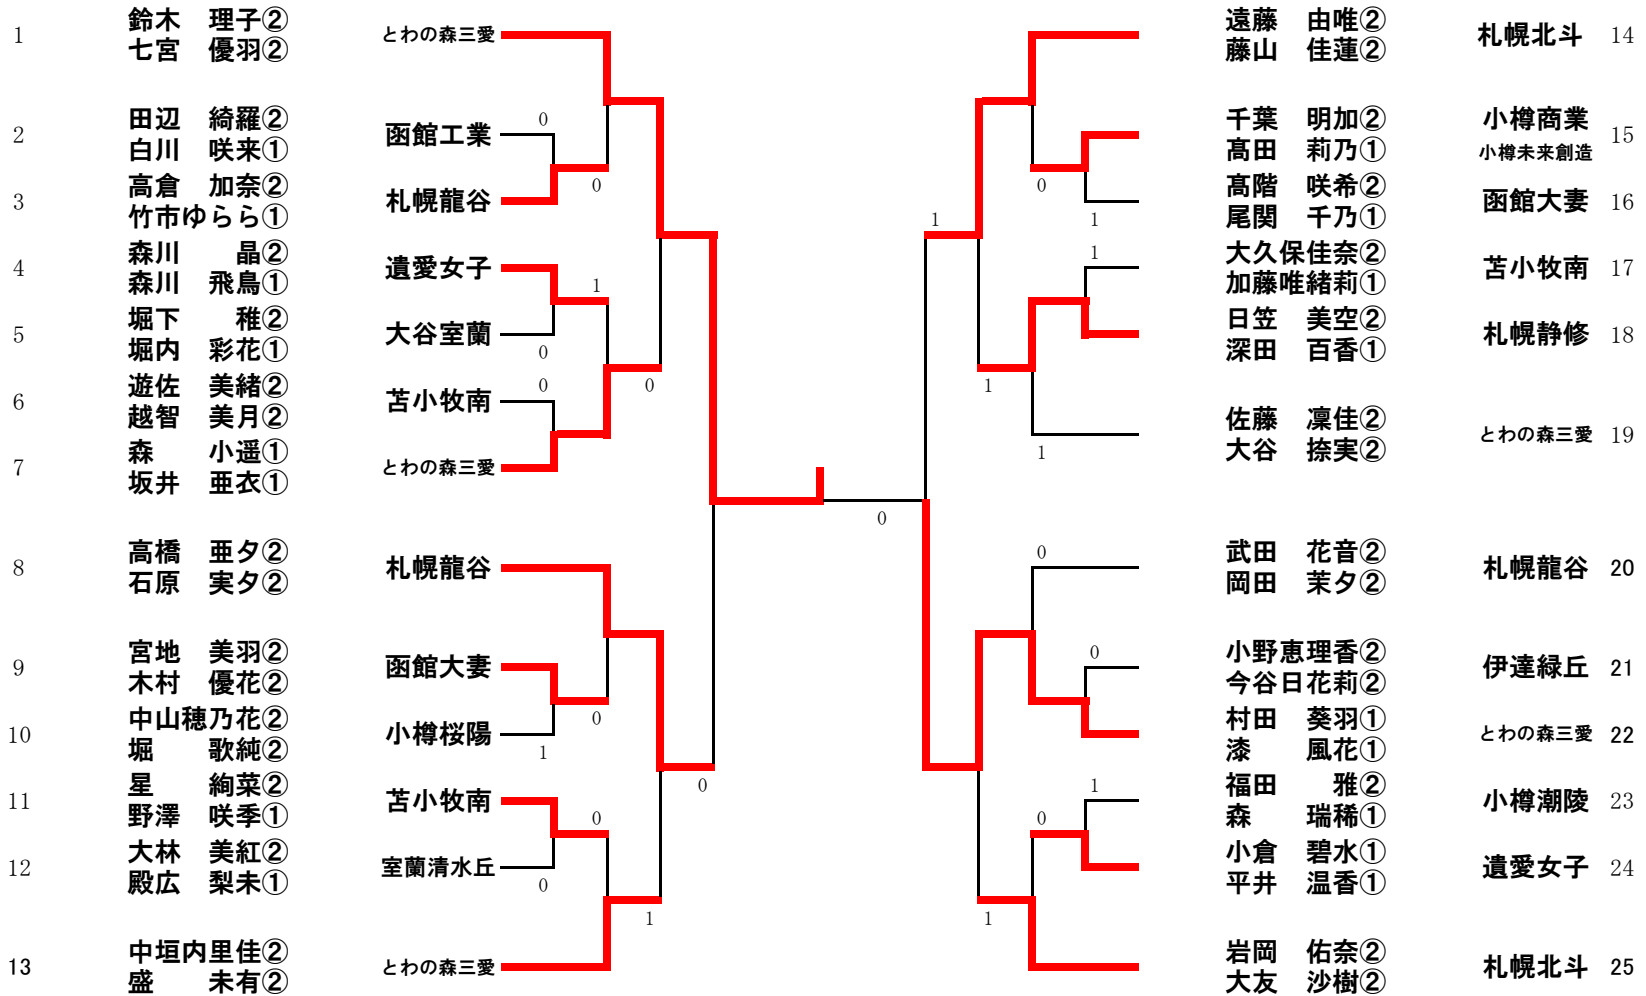 1 鈴木　理子② とわの森三愛
七宮　優羽②
2 田辺　綺羅② 函館工業 0
白川　咲来①
3 高倉　加奈② 札幌龍谷 0
竹市ゆらら①
4 森川　　晶② 遺愛女子 1
森川　飛鳥①
5 堀下　　稚② 大谷室蘭 0
堀内　彩花①
6 遊佐　美緒② 苫小牧南 0 0
越智　美月②
7 森　　小遥① とわの森三愛
坂井　亜衣①
8 高橋　亜夕② 札幌龍谷
石原　実夕②
9 宮地　美羽② 函館大妻
木村　優花②
10 中山穂乃花② 小樽桜陽 1 0
堀　　歌純②
11 星　　絢菜② 苫小牧南 0 0
野澤　咲季①
12 大林　美紅② 室蘭清水丘 0
殿広　梨未①
13 中垣内里佳② とわの森三愛 1
盛　　未有②
0
遠藤　由唯② 札幌北斗 14
藤山　佳蓮②
千葉　明加② 小樽商業 15
髙田　莉乃① 小樽未来創造
0 髙階　咲希② 函館大妻 16
1 1 尾関　千乃①
1 大久保佳奈② 苫小牧南 17
加藤唯緒莉①
日笠　美空② 札幌静修 18
深田　百香①
1 佐藤　凜佳② とわの森三愛 19
1 大谷　捺実②
0 武田　花音② 札幌龍谷 20
岡田　茉夕②
0 小野恵理香② 伊達緑丘 21
今谷日花莉②
村田　葵羽① とわの森三愛 22
漆　　風花①
1 福田　　雅② 小樽潮陵 23
0 森　　瑞稀①
小倉　碧水① 遺愛女子 24
平井　温香①
1 岩岡　佑奈② 札幌北斗 25
大友　沙樹②